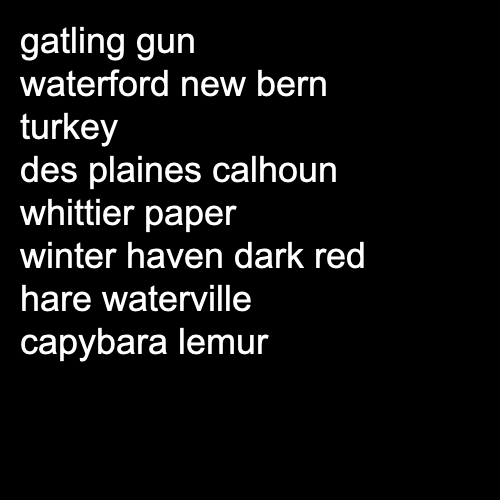 gatling gun
waterford new bern
turkey
des plaines calhoun
whittier paper
winter haven dark red
hare waterville
capybara lemur